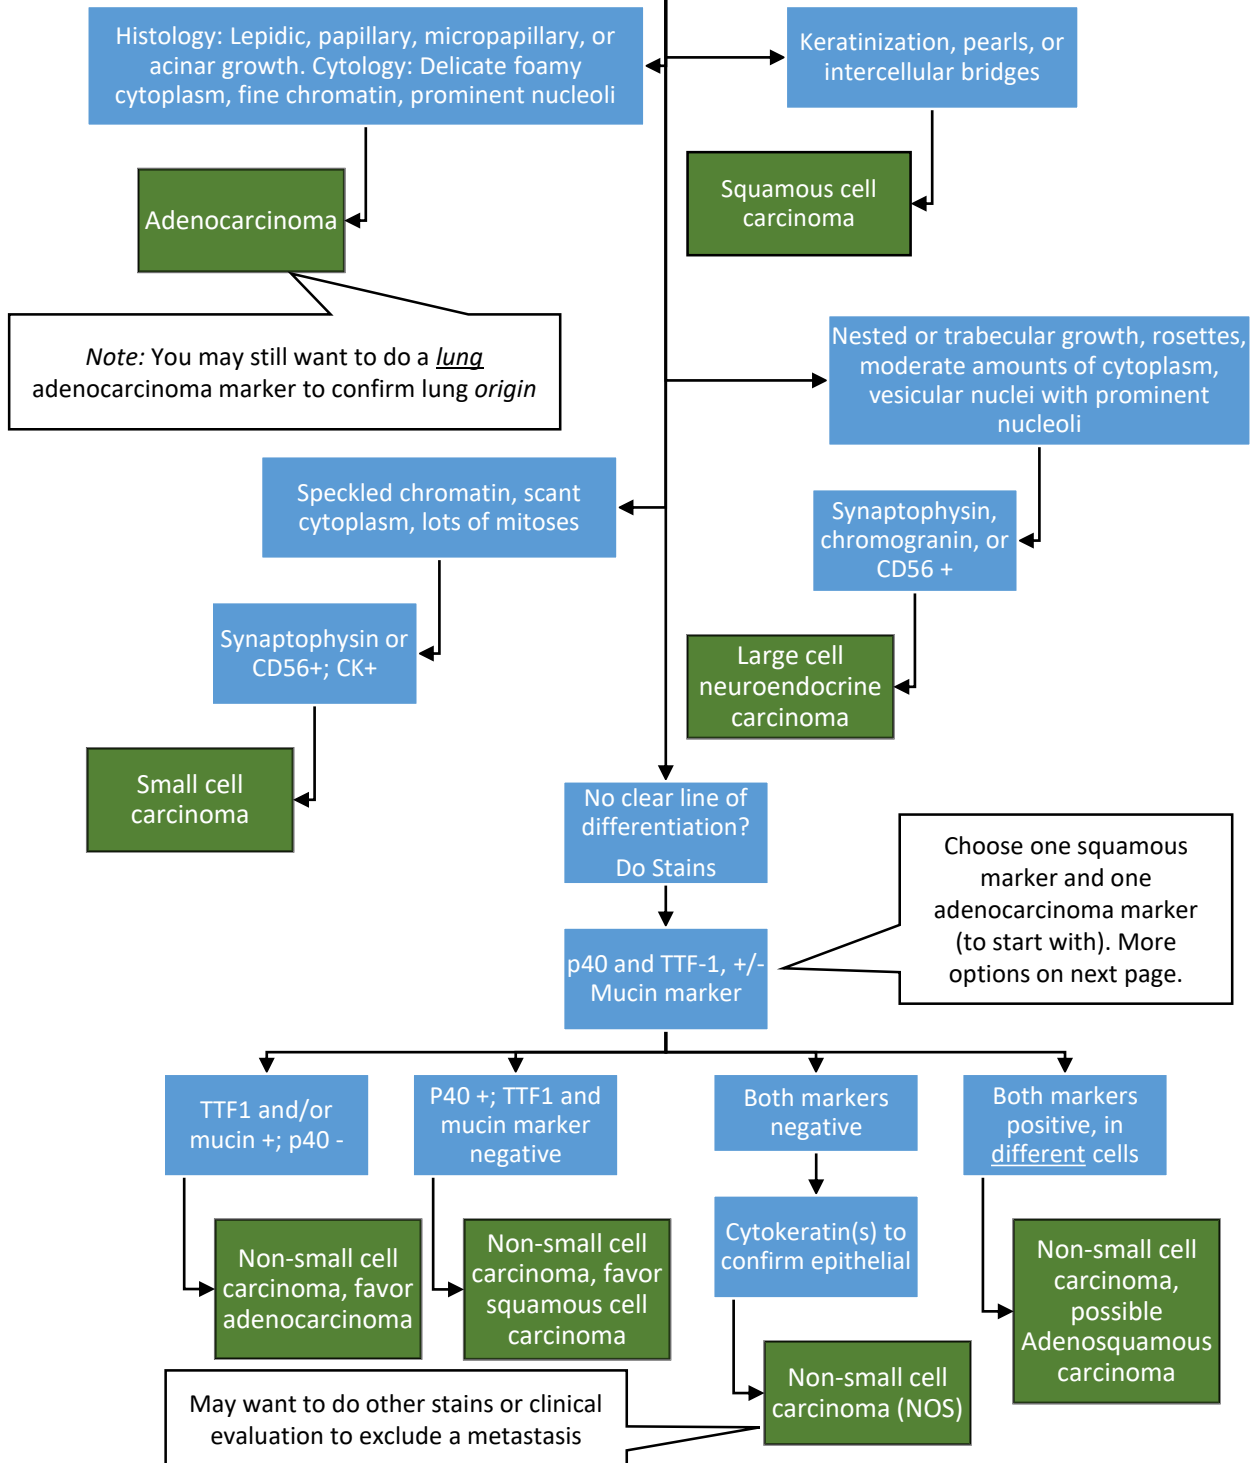 Histology: Lepidic, papillary, micropapillary, or
acinar growth. Cytology: Delicate foamy
cytoplasm, fine chromatin, prominent nucleoli
Keratinization, pearls, or
intercellular bridges
Adenocarcinoma
Squamous cell
carcinoma
Note: You may still want to do a lung
adenocarcinoma marker to confirm lung origin
Nested or trabecular growth, rosettes,
moderate amounts of cytoplasm,
vesicular nuclei with prominent
nucleoli
Speckled chromatin, scant
cytoplasm, lots of mitoses
Synaptophysin,
chromogranin, or
CD56 +
Synaptophysin or
CD56+; CK+
Large cell
neuroendocrine
carcinoma
Small cell
carcinoma
No clear line of
differentiation?
Do Stains
Choose one squamous
marker and one
adenocarcinoma marker
(to start with). More
options on next page.
p40 and TTF-1, +/-
Mucin marker
TTF1 and/or
mucin +; p40 -
P40 +; TTF1 and
mucin marker
negative
Both markers
negative
Both markers
positive, in
different cells
Cytokeratin(s) to
confirm epithelial
Non-small cell
carcinoma, favor
adenocarcinoma
Non-small cell
carcinoma, favor
squamous cell
carcinoma
Non-small cell
carcinoma,
possible
Adenosquamous
carcinoma
Non-small cell
carcinoma (NOS)
May want to do other stains or clinical
evaluation to exclude a metastasis